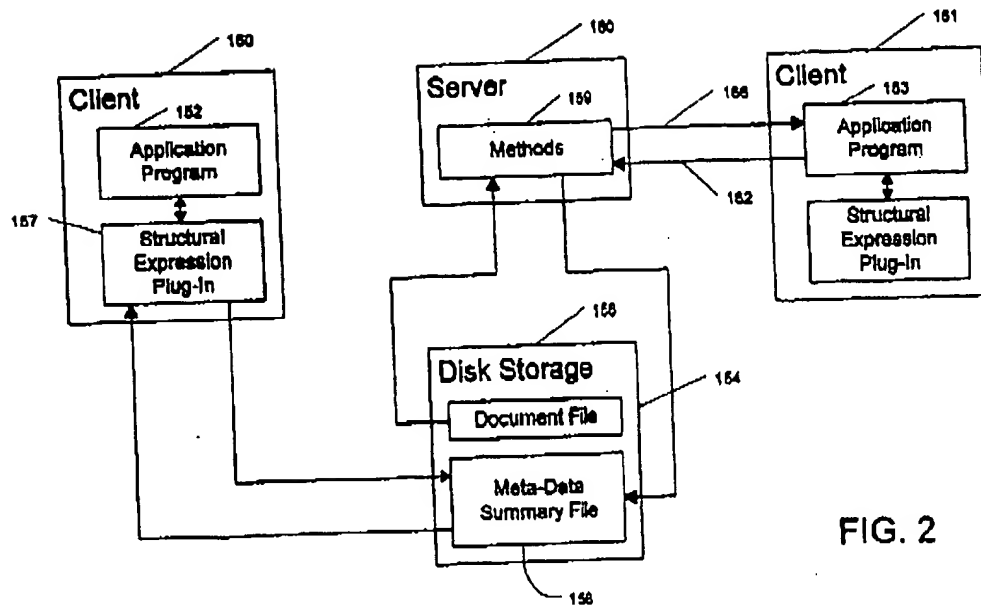 150
Client
152
Application
Program
157
Structural
Expression
Plug-In
160
Server
159
Methods
166
162
151
Client
153
Application
Program
Structural
Expression
Plug-In
155
Disk Storage
154
Document File
Meta-Data
Summary File
156
FIG. 2